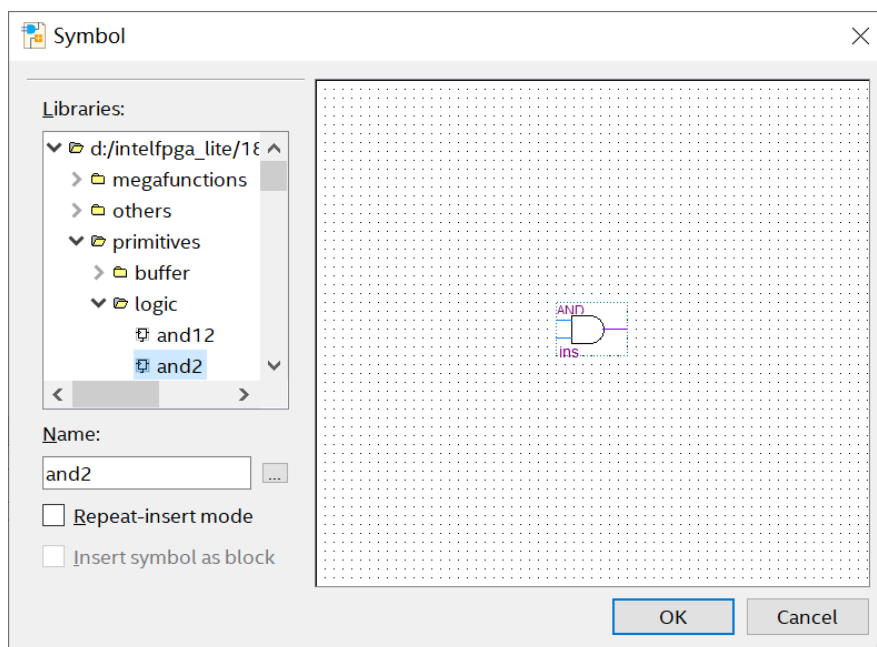 Symbol
Libraries:
d:/intelfpga_lite/18
megafunctions
others
primitives
buffer
logic
and12
and2
Name:
and2
...
Repeat-insert mode
Insert symbol as block
AND
ins
OK
Cancel